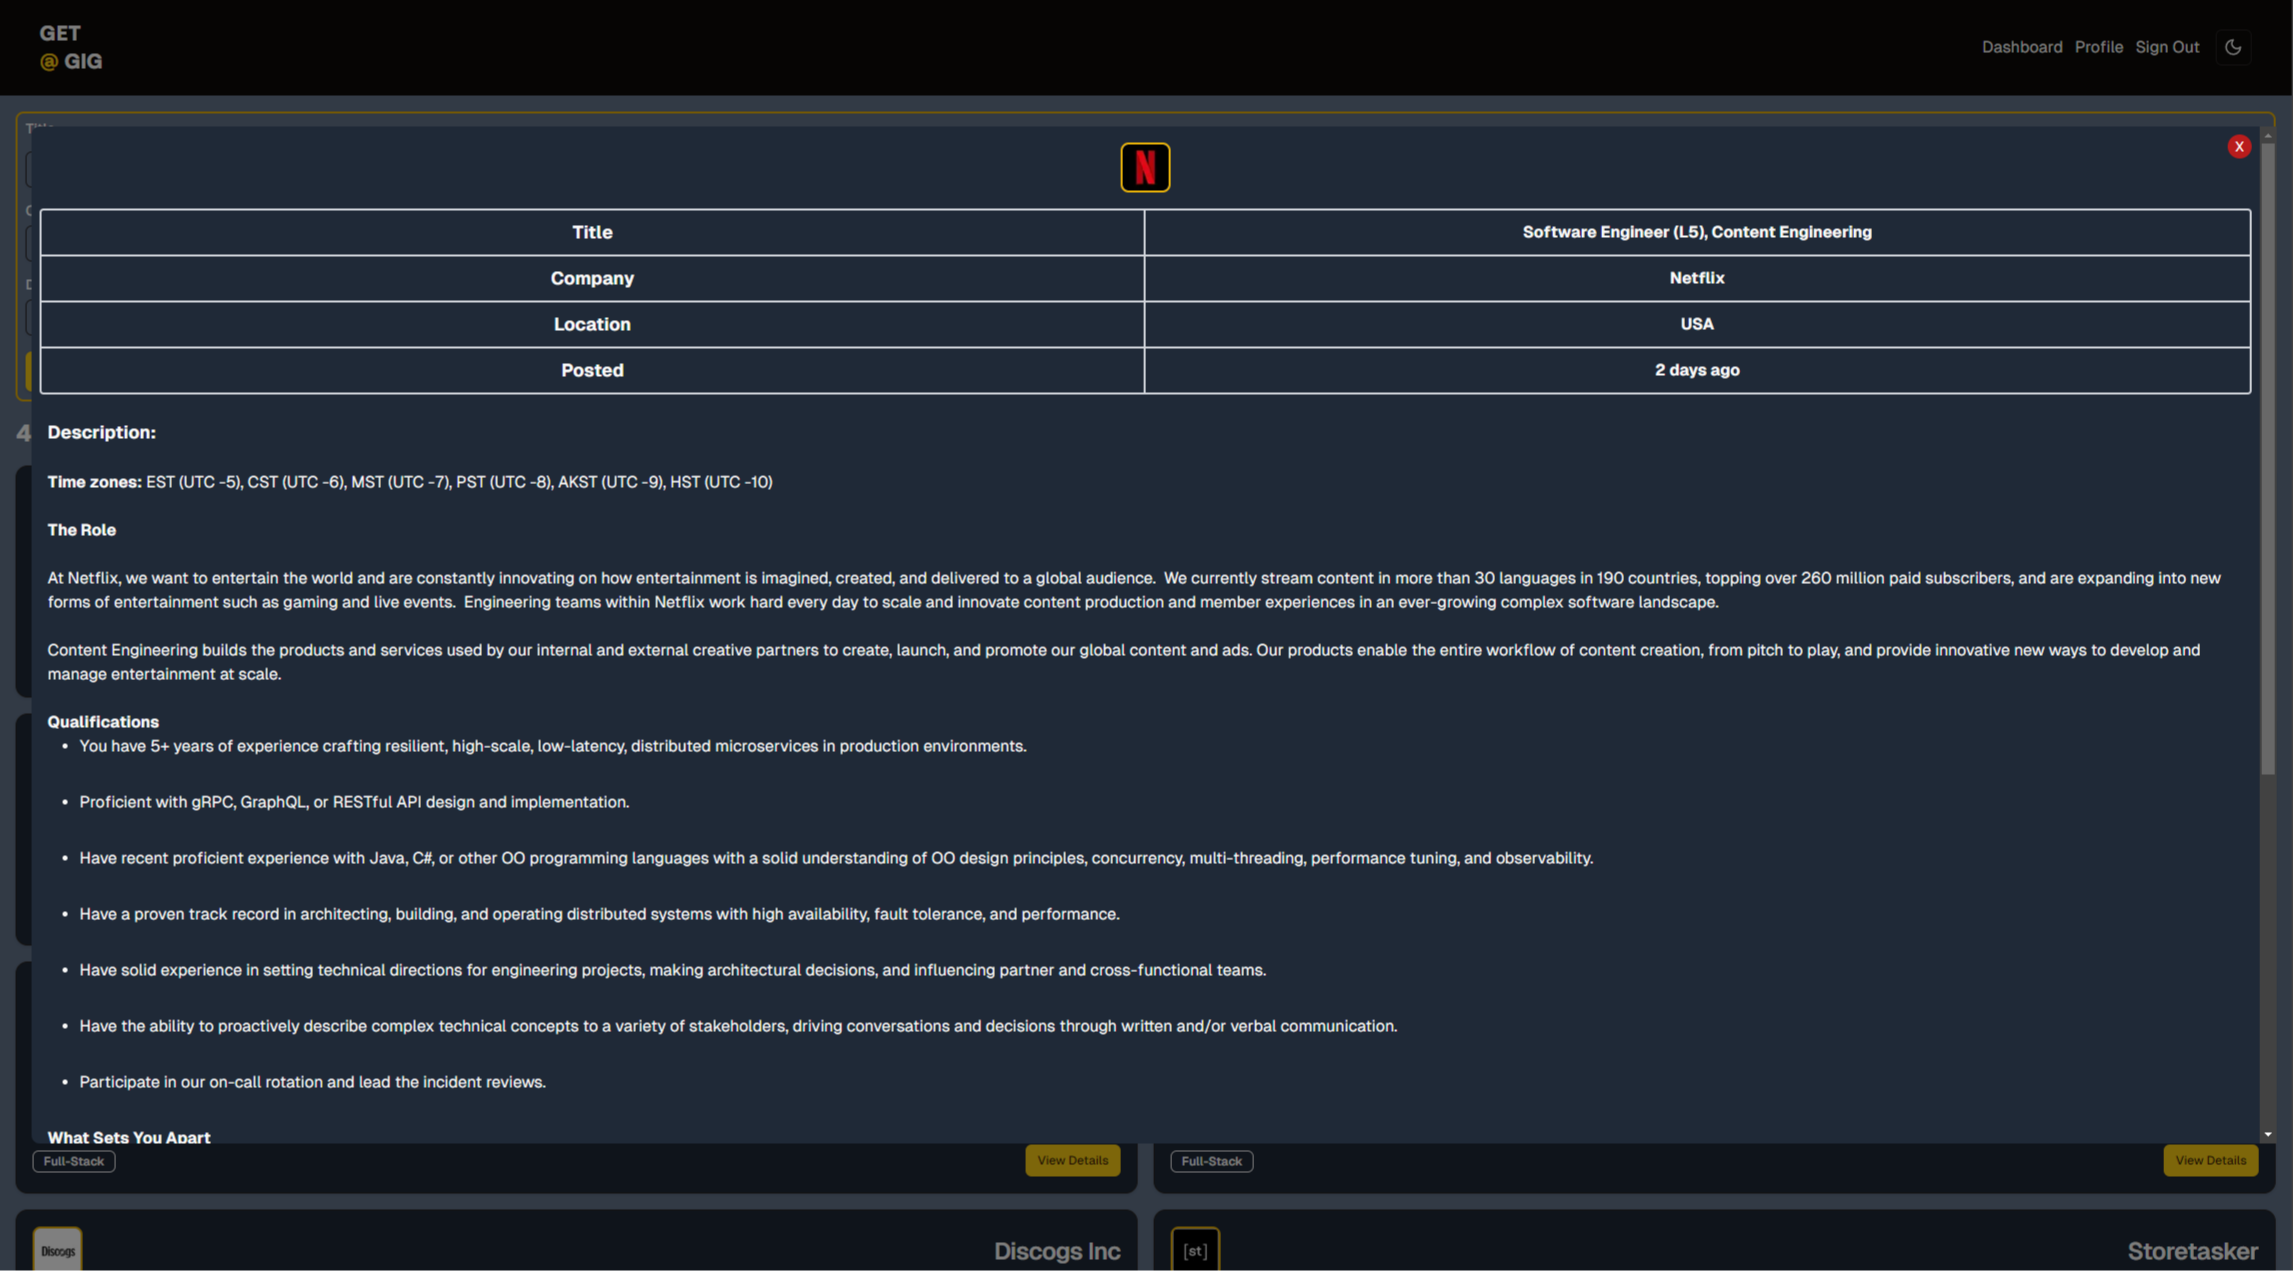 GET
@ GIG
Dashboard Profile Sign Out
X
N
Title Software Engineer (L5), Content Engineering
Company Netflix
Location USA
Posted 2 days ago
4
Description:
Time zones: EST (UTC -5), CST (UTC -6), MST (UTC -7), PST (UTC -8), AKST (UTC -9), HST (UTC -10)
The Role
At Netflix, we want to entertain the world and are constantly innovating on how entertainment is imagined, created, and delivered to a global audience.  We currently stream content in more than 30 languages in 190 countries, topping over 260 million paid subscribers, and are expanding into new
forms of entertainment such as gaming and live events.  Engineering teams within Netflix work hard every day to scale and innovate content production and member experiences in an ever-growing complex software landscape.
Content Engineering builds the products and services used by our internal and external creative partners to create, launch, and promote our global content and ads. Our products enable the entire workflow of content creation, from pitch to play, and provide innovative new ways to develop and
manage entertainment at scale.
Qualifications
• You have 5+ years of experience crafting resilient, high-scale, low-latency, distributed microservices in production environments.
• Proficient with gRPC, GraphQL, or RESTful API design and implementation.
• Have recent proficient experience with Java, C#, or other OO programming languages with a solid understanding of OO design principles, concurrency, multi-threading, performance tuning, and observability.
• Have a proven track record in architecting, building, and operating distributed systems with high availability, fault tolerance, and performance.
• Have solid experience in setting technical directions for engineering projects, making architectural decisions, and influencing partner and cross-functional teams.
• Have the ability to proactively describe complex technical concepts to a variety of stakeholders, driving conversations and decisions through written and/or verbal communication.
• Participate in our on-call rotation and lead the incident reviews.
What Sets You Apart
Full-Stack View Details Full-Stack View Details
Discogs Discogs Inc [st] Storetasker